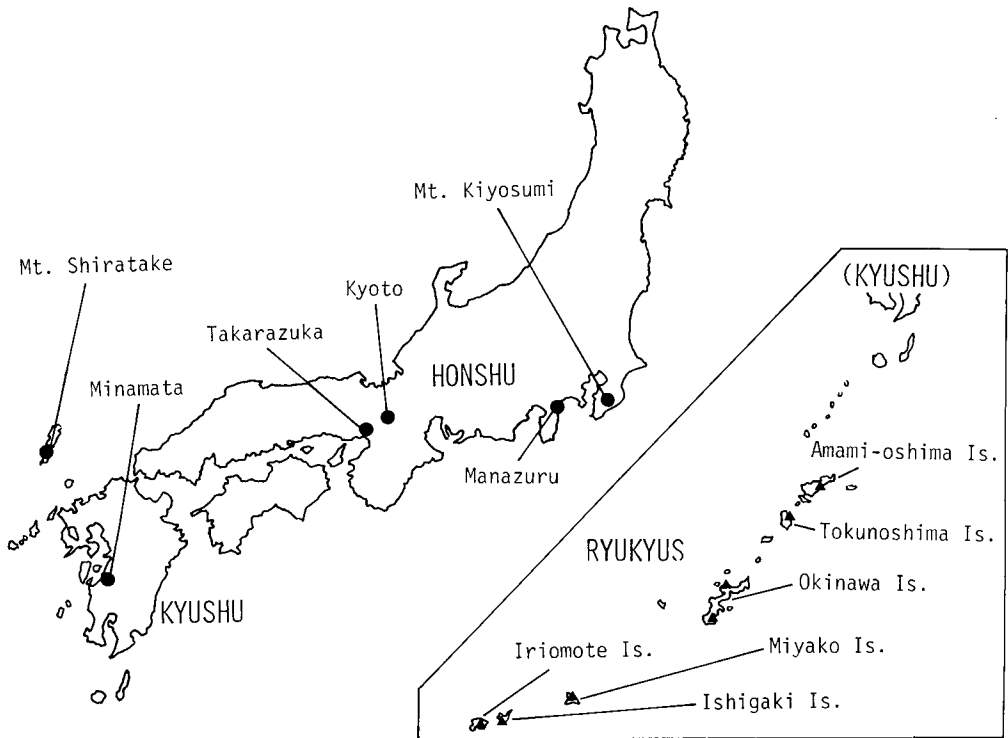 Mt. Kiyosumi
Mt. Shiratake
(KYUSHU)
Kyoto
Takarazuka
HONSHU
Minamata
Amami-oshima Is.
Manazuru
Tokunoshima Is.
RYUKYUS
Okinawa Is.
KYUSHU
Iriomote Is.
Miyako Is.
Ishigaki Is.